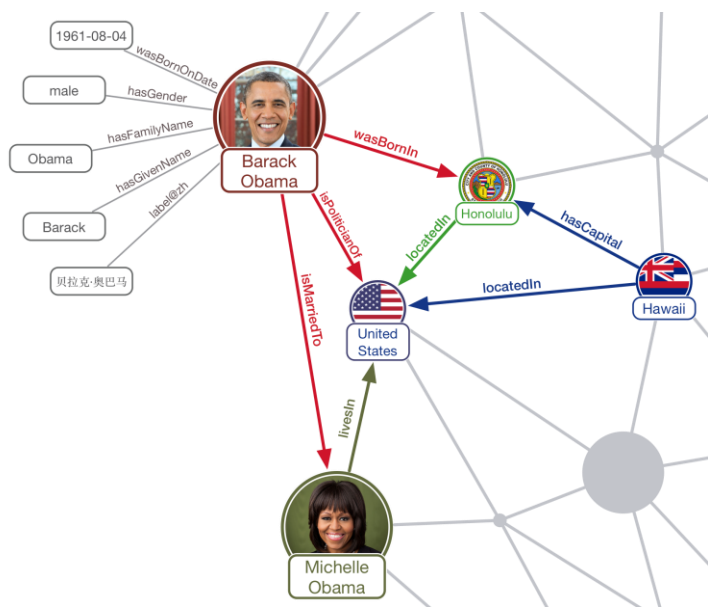 1961-08-04
wasBornOnDate
male
hasGender
hasFamilyName
Obama
hasGivenName
Barack
label@zh
贝拉克·奥巴马
Barack
Obama
wasBornIn
isPoliticianOf
isMarriedTo
Honolulu
locatedIn
hasCapital
locatedIn
Hawaii
United
States
livesIn
Michelle
Obama